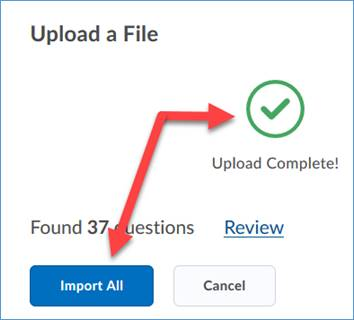 Upload a File
Upload Complete!
Found 37 questions Review
Import All Cancel